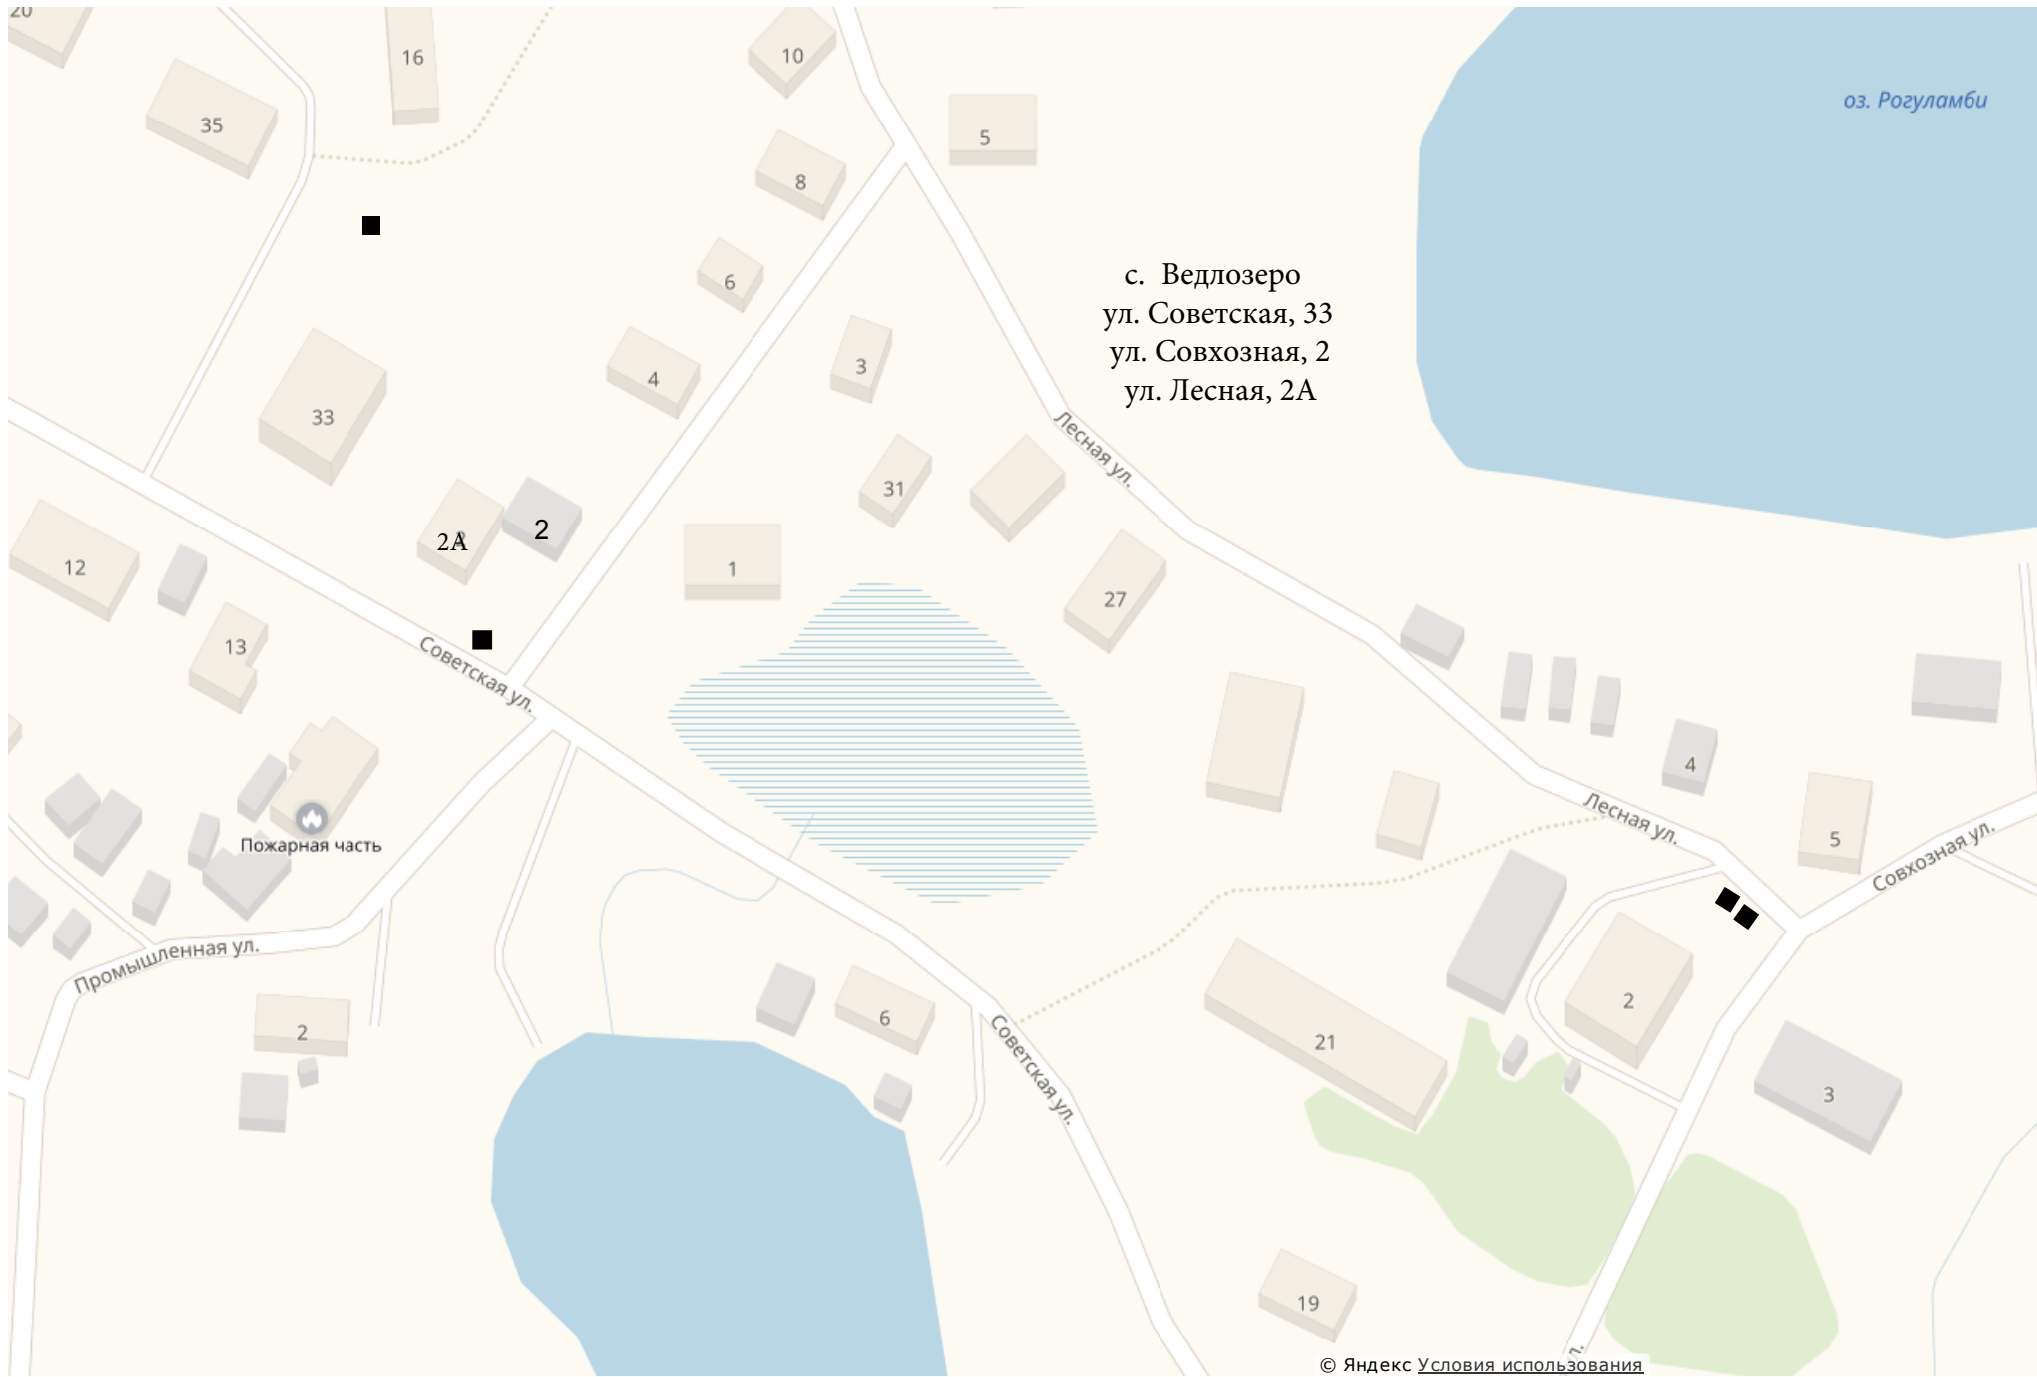 20
16
10
35
5
оз. Рогуламби
8
6
с. Ведлозеро
ул. Советская, 33
ул. Совхозная, 2
ул. Лесная, 2А
3
4
33
Лесная ул.
31
2
2А
12
1
27
13
Советская ул.
4
Лесная ул.
5
Совхозная ул.
Пожарная часть
Промышленная ул.
2
6
2
Советская ул.
21
3
19
© Яндекс Условия использования